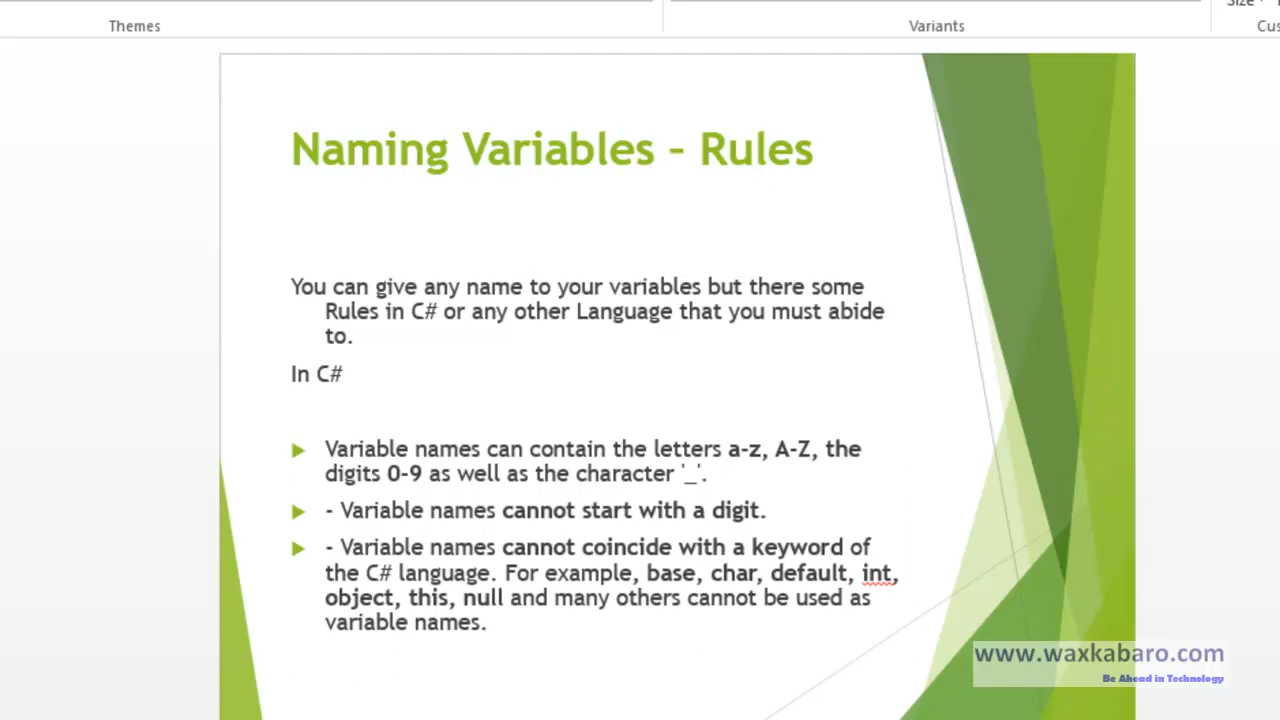 Themes
Variants
Naming Variables – Rules
You can give any name to your variables but there some
Rules in C# or any other Language that you must abide
to.
In C#
Variable names can contain the letters a-z, A-Z, the
digits 0-9 as well as the character '_'.
- Variable names cannot start with a digit.
- Variable names cannot coincide with a keyword of
the C# language. For example, base, char, default, int,
object, this, null and many others cannot be used as
variable names.
www.waxkabaro.com
Be Ahead in Technology